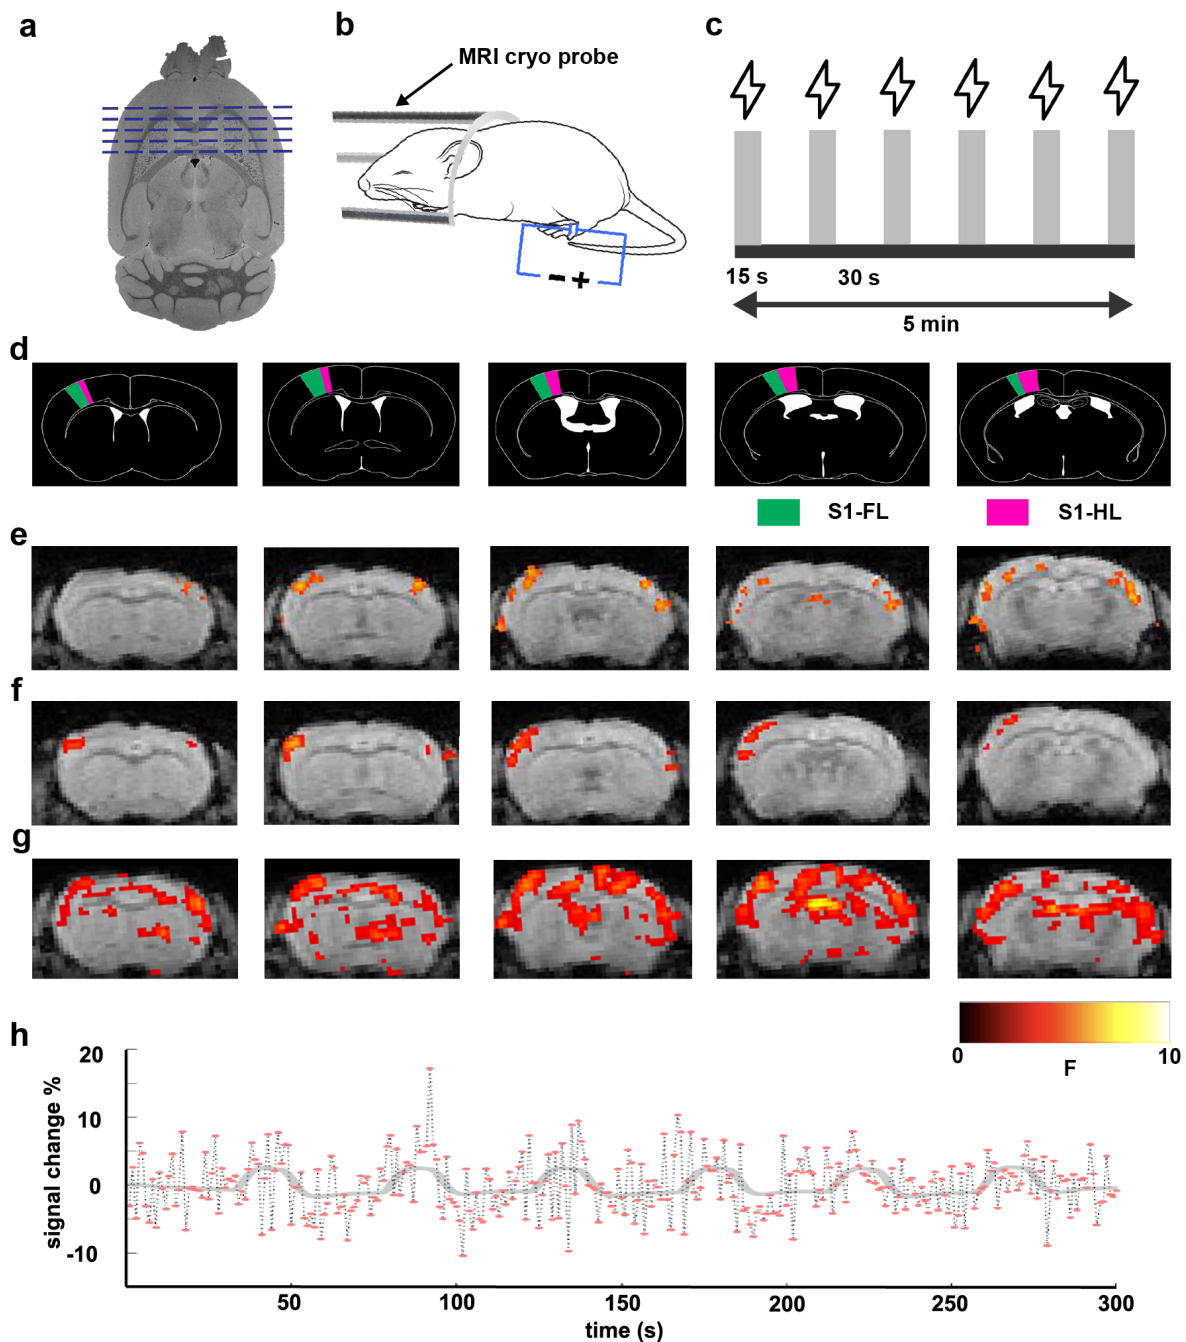 a
b
c
MRI cryo probe
- +
15 s 30 s
5 min
d
S1-FL S1-HL
e
f
g
0 10
F
h
20
10
0
-10
signal change %
50 100 150 200 250 300
time (s)